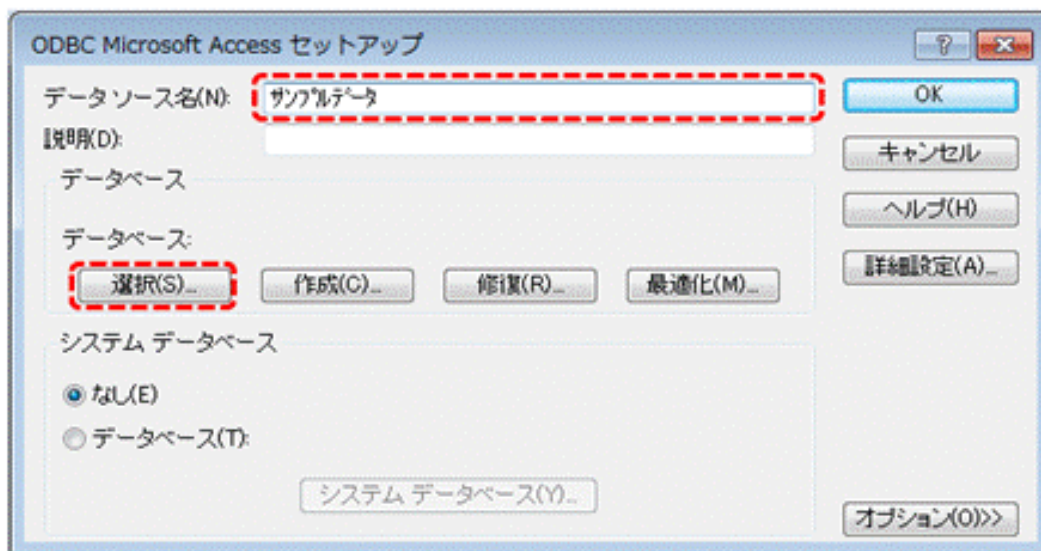 ODBC Microsoft Access セットアップ
データ ソース名(N): サンプルデータ
説明(D):
データベース
データベース:
選択(S)... 作成(C)... 修復(R)... 最適化(M)...
システム データベース
なし(E)
データベース(T):
システム データベース(Y)...
OK
キャンセル
ヘルプ(H)
詳細設定(A)...
オプション(O)>>